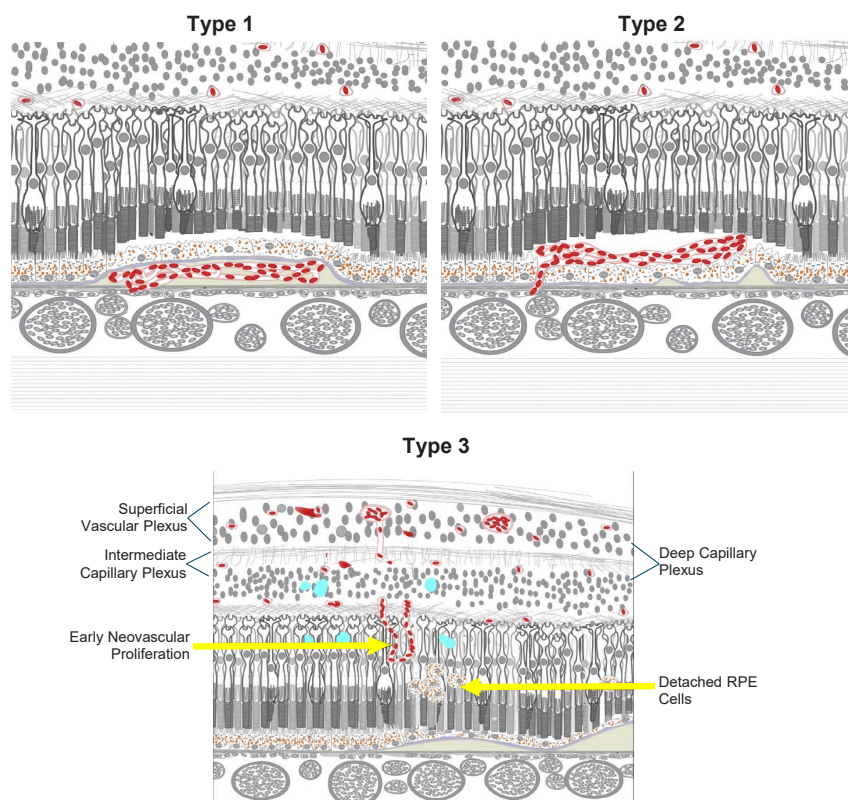 Type 1
Type 2
Type 3
Superficial
Vascular Plexus
Intermediate
Capillary Plexus
Deep Capillary
Plexus
Early Neovascular
Proliferation
Detached RPE
Cells